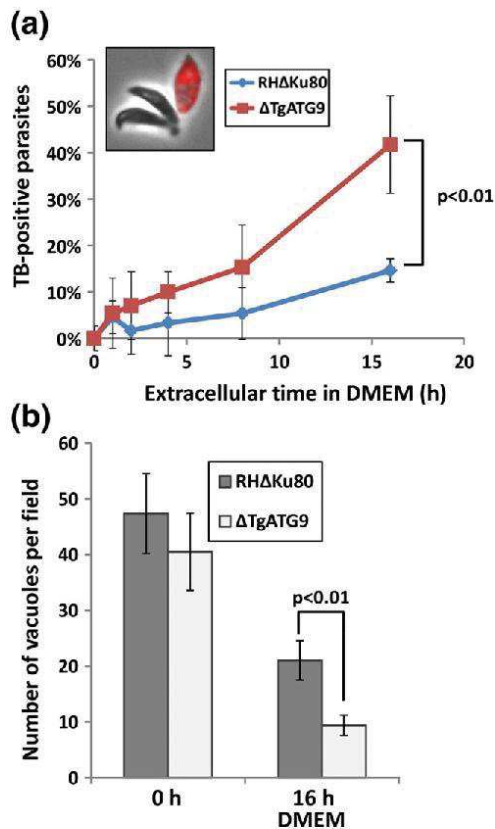 (a)
60%
50%
40%
30%
20%
10%
0%
TB-positive parasites
RHΔKu80
ΔTgATG9
p<0.01
0 5 10 15 20
Extracellular time in DMEM (h)
(b)
60
50
40
30
20
10
0
Number of vacuoles per field
RHΔKu80
ΔTgATG9
p<0.01
0 h 16 h
DMEM